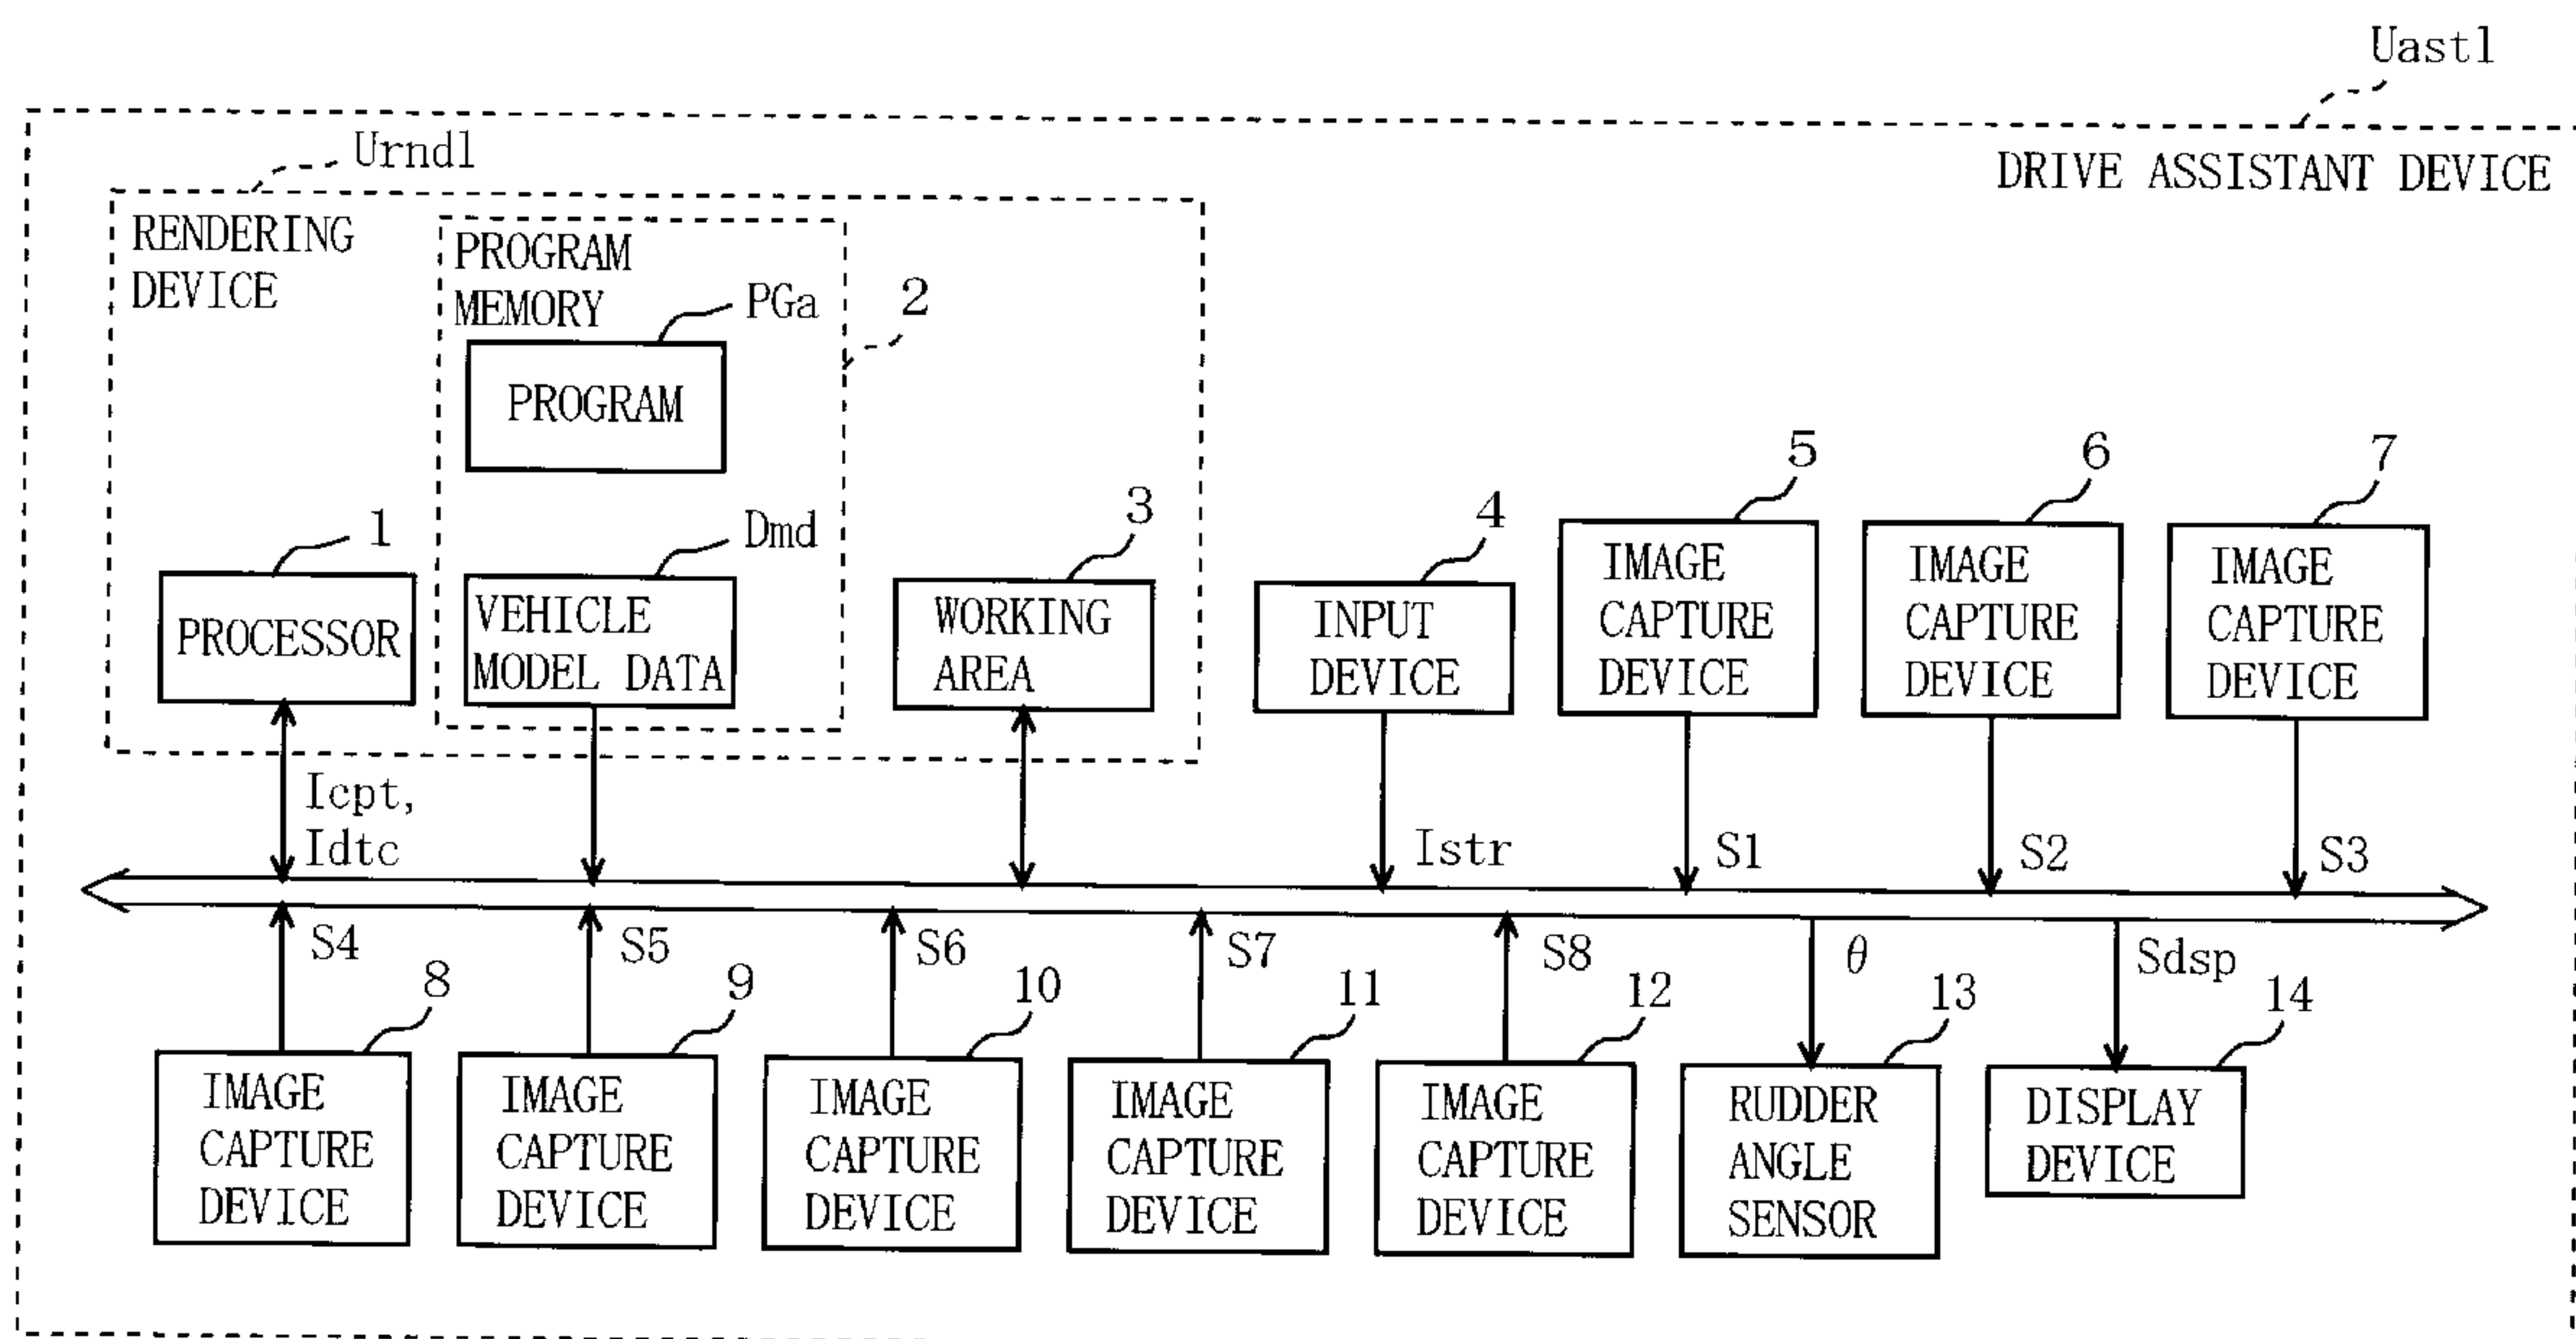 Uast1
DRIVE ASSISTANT DEVICE
Urnd1
RENDERING
DEVICE
PROGRAM
MEMORY
PGa
2
PROGRAM
1
PROCESSOR
Dmd
VEHICLE
MODEL DATA
3
WORKING
AREA
4
INPUT
DEVICE
5
IMAGE
CAPTURE
DEVICE
6
IMAGE
CAPTURE
DEVICE
7
IMAGE
CAPTURE
DEVICE
Icpt,
Idtc
Istr
S1
S2
S3
S4
S5
S6
S7
S8
θ
Sdsp
8
IMAGE
CAPTURE
DEVICE
9
IMAGE
CAPTURE
DEVICE
10
IMAGE
CAPTURE
DEVICE
11
IMAGE
CAPTURE
DEVICE
12
IMAGE
CAPTURE
DEVICE
13
RUDDER
ANGLE
SENSOR
14
DISPLAY
DEVICE